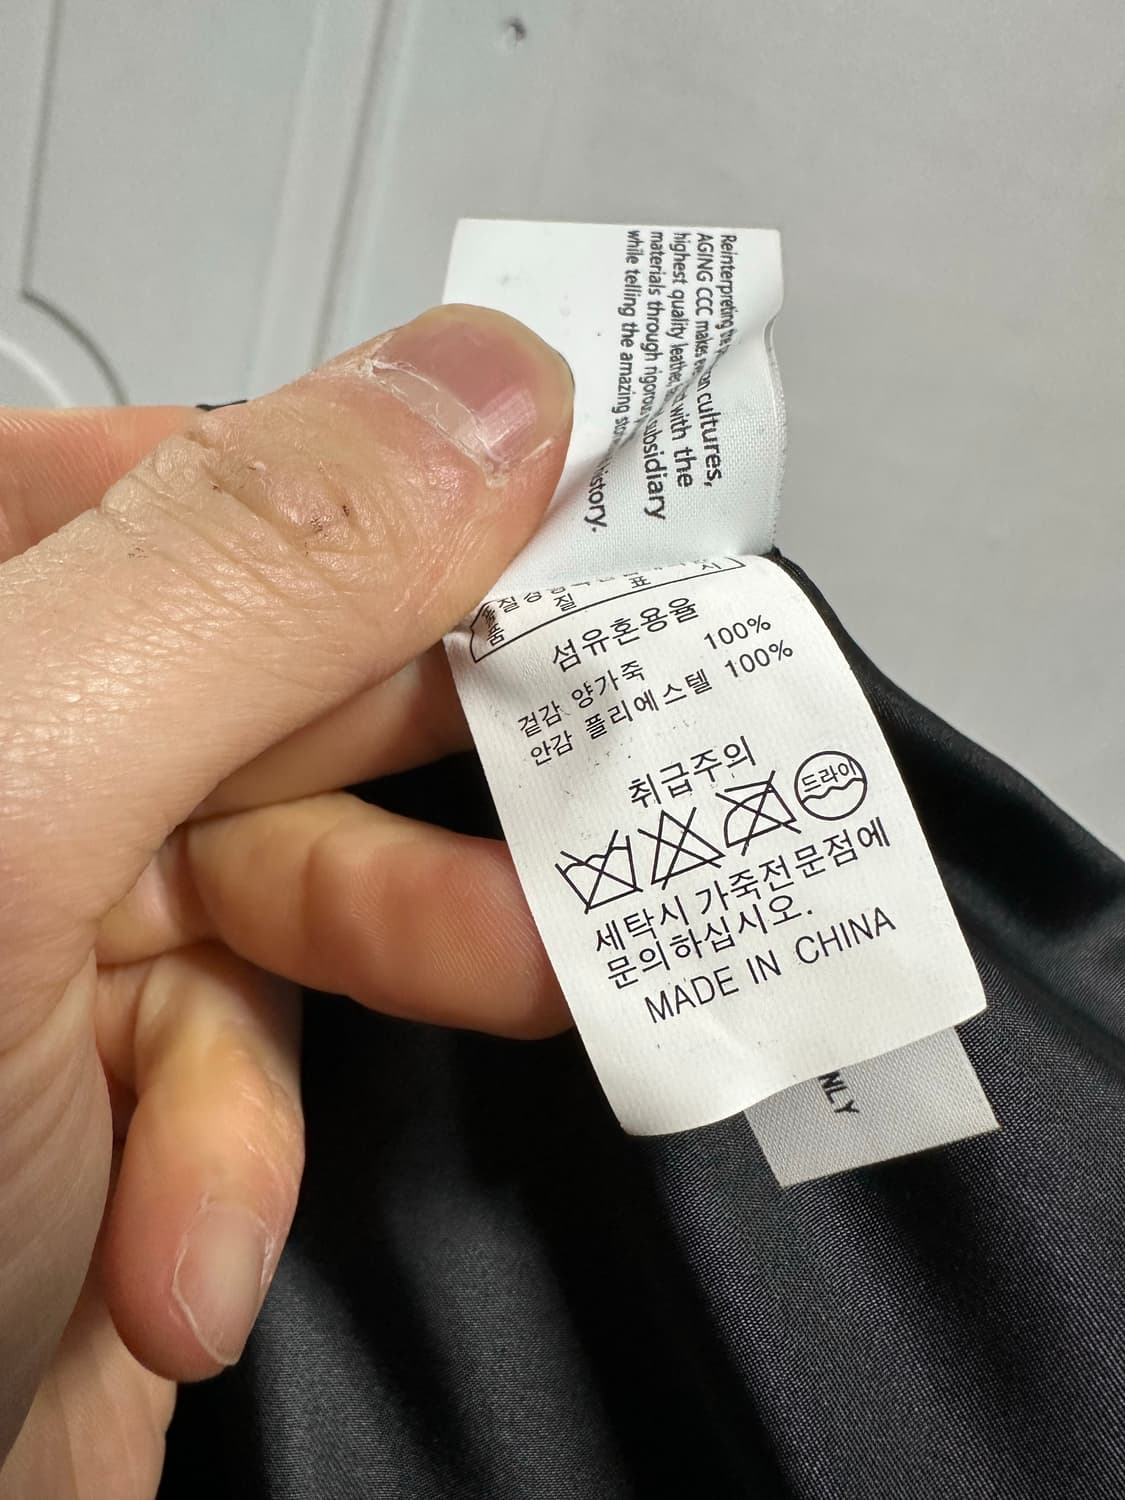 Reinterpreting
AGING CCC makes cultures,
highest quality leather, with the
materials through subsidiary
while telling the amazing history.
섬유혼용율
겉감 양가죽 100%
안감 플리에스텔 100%
취급주의
드라이
세탁시 가죽전문점에
문의하십시오.
MADE IN CHINA